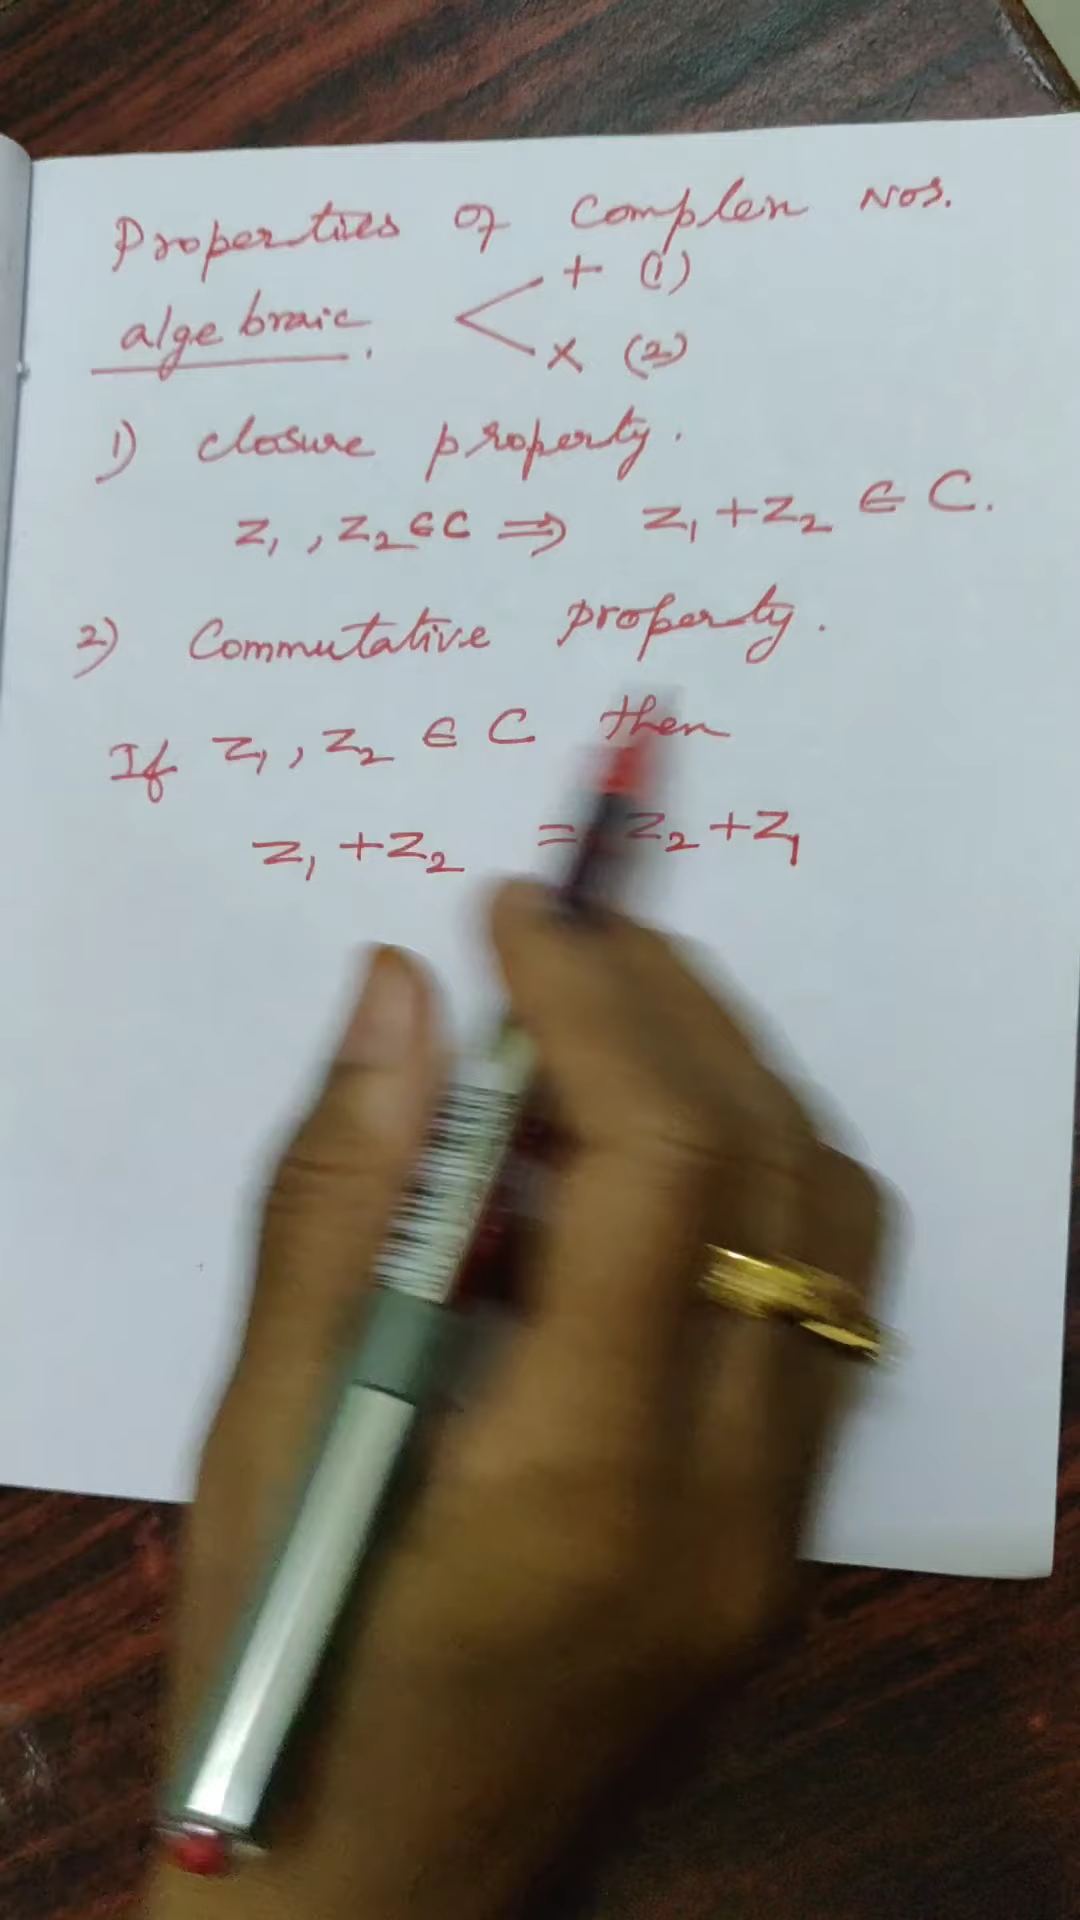 Properties of Complex Nos.
algebraic. + (1)
x (2)
1) closure property.
z₁, z₂ ∈ C ⇒ z₁ + z₂ ∈ C.
2) Commutative property.
If z₁, z₂ ∈ C then
z₁ + z₂ = z₂ + z₁